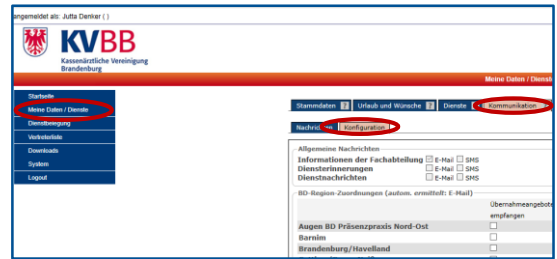 angemeldet als: Jutta Denker ( )
KVBB
Kassenärztliche Vereinigung
Brandenburg
Meine Daten / Dienst
Startseite
Meine Daten / Dienste
Dienstbelegung
Vertreterliste
Downloads
System
Logout
Stammdaten ? Urlaub und Wünsche ? Dienste Kommunikation
Nachrichten Konfiguration
Allgemeine Nachrichten
Informationen der Fachabteilung E-Mail SMS
Diensterinnerungen E-Mail SMS
Dienstnachrichten E-Mail SMS
BD-Region-Zuordnungen (autom. ermittelt: E-Mail)
Übernahmeangebote
empfangen
Augen BD Präsenzpraxis Nord-Ost
Barnim
Brandenburg/Havelland